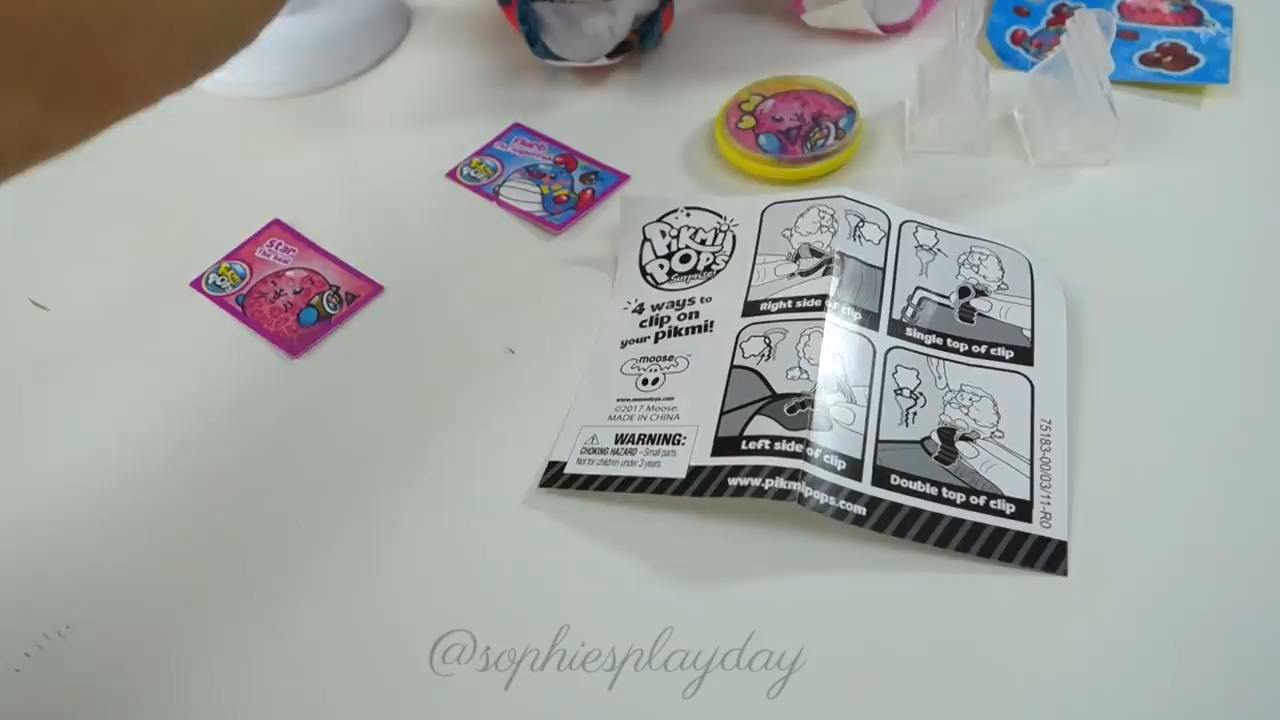 PiKMi
POPS
Surprise!
4 ways to
clip on
your pikmi!
moose
www.moosetoys.com
©2017 Moose.
MADE IN CHINA
WARNING:
CHOKING HAZARD – Small parts
Not for children under 3 years
Right side of clip
Single top of clip
Left side of clip
Double top of clip
www.pikmipops.com
75183-00/03/11-R0
Star
@sophiesplayday